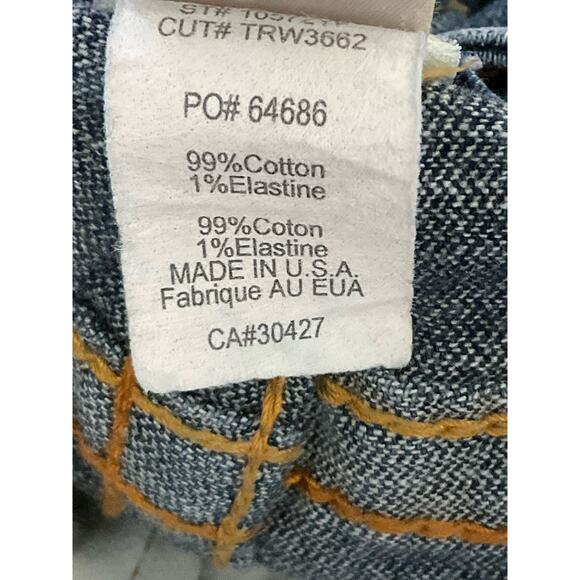 ST#
CUT# TRW3662
PO# 64686
99%Cotton
1%Elastine
99%Coton
1%Elastine
MADE IN U.S.A.
Fabrique AU EUA
CA#30427